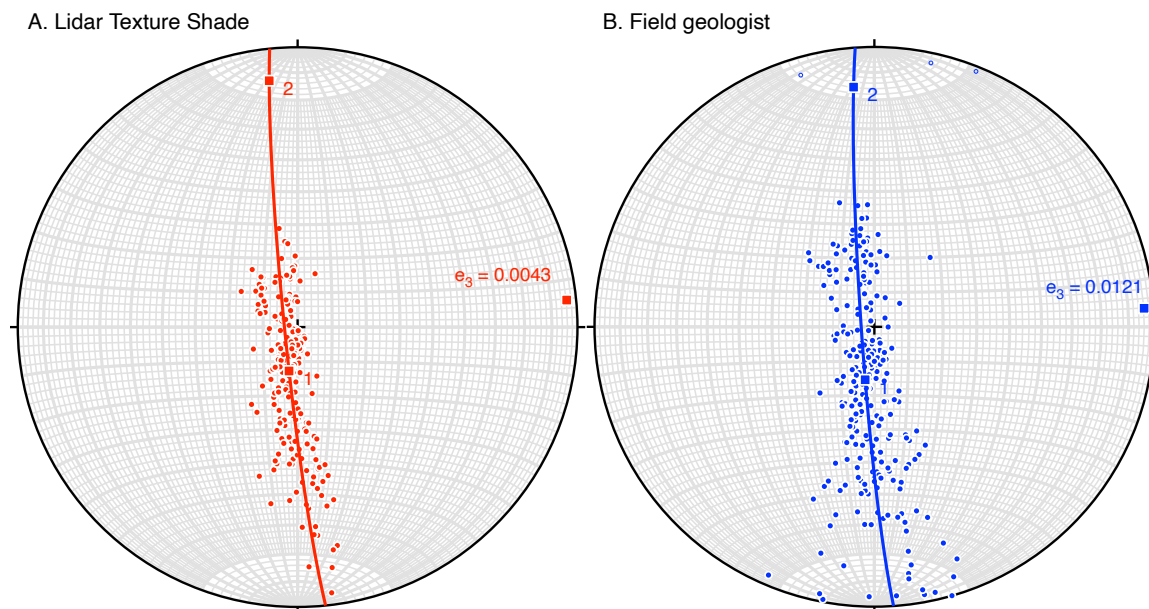 A. Lidar Texture Shade
B. Field geologist
2
2
e3 = 0.0043
e3 = 0.0121
1
1